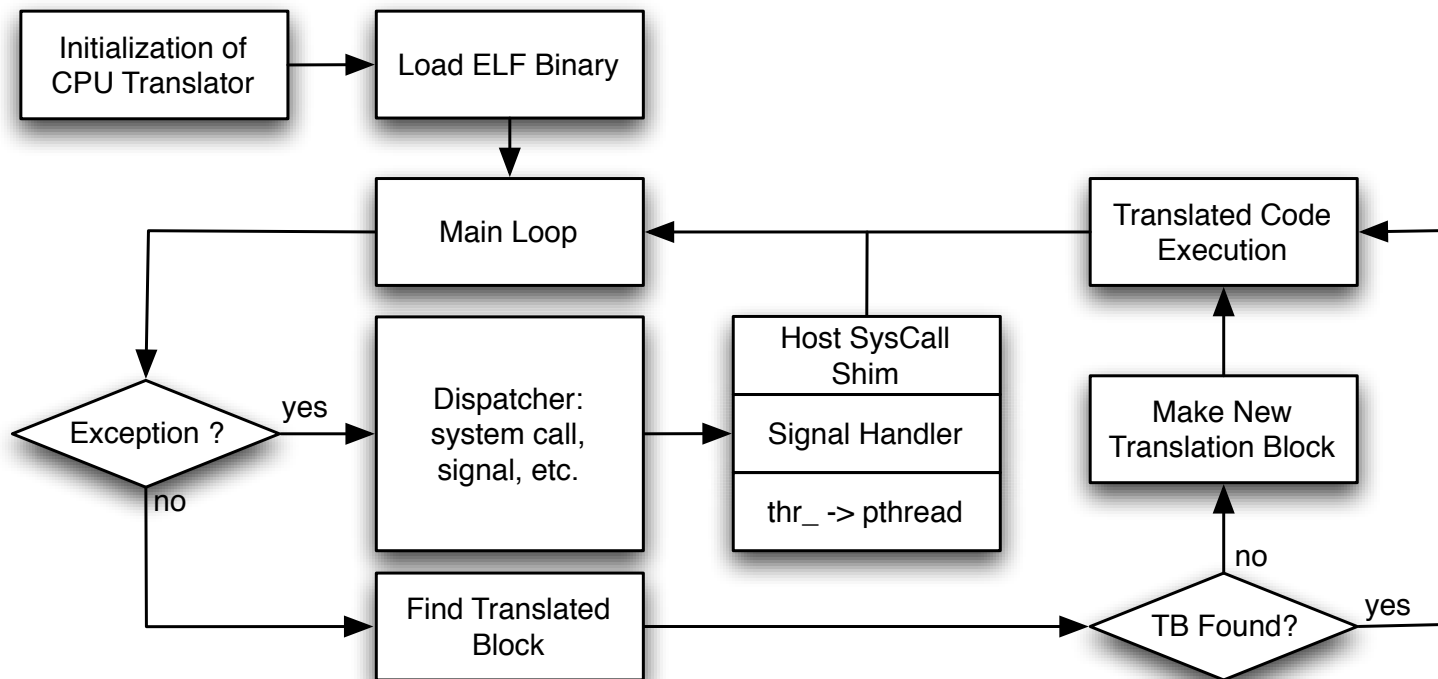 Initialization of
CPU Translator
Load ELF Binary
Main Loop
Translated Code
Execution
Exception ?
yes
no
Dispatcher:
system call,
signal, etc.
Host SysCall
Shim
Signal Handler
thr_ -> pthread
Make New
Translation Block
Find Translated
Block
TB Found?
no
yes